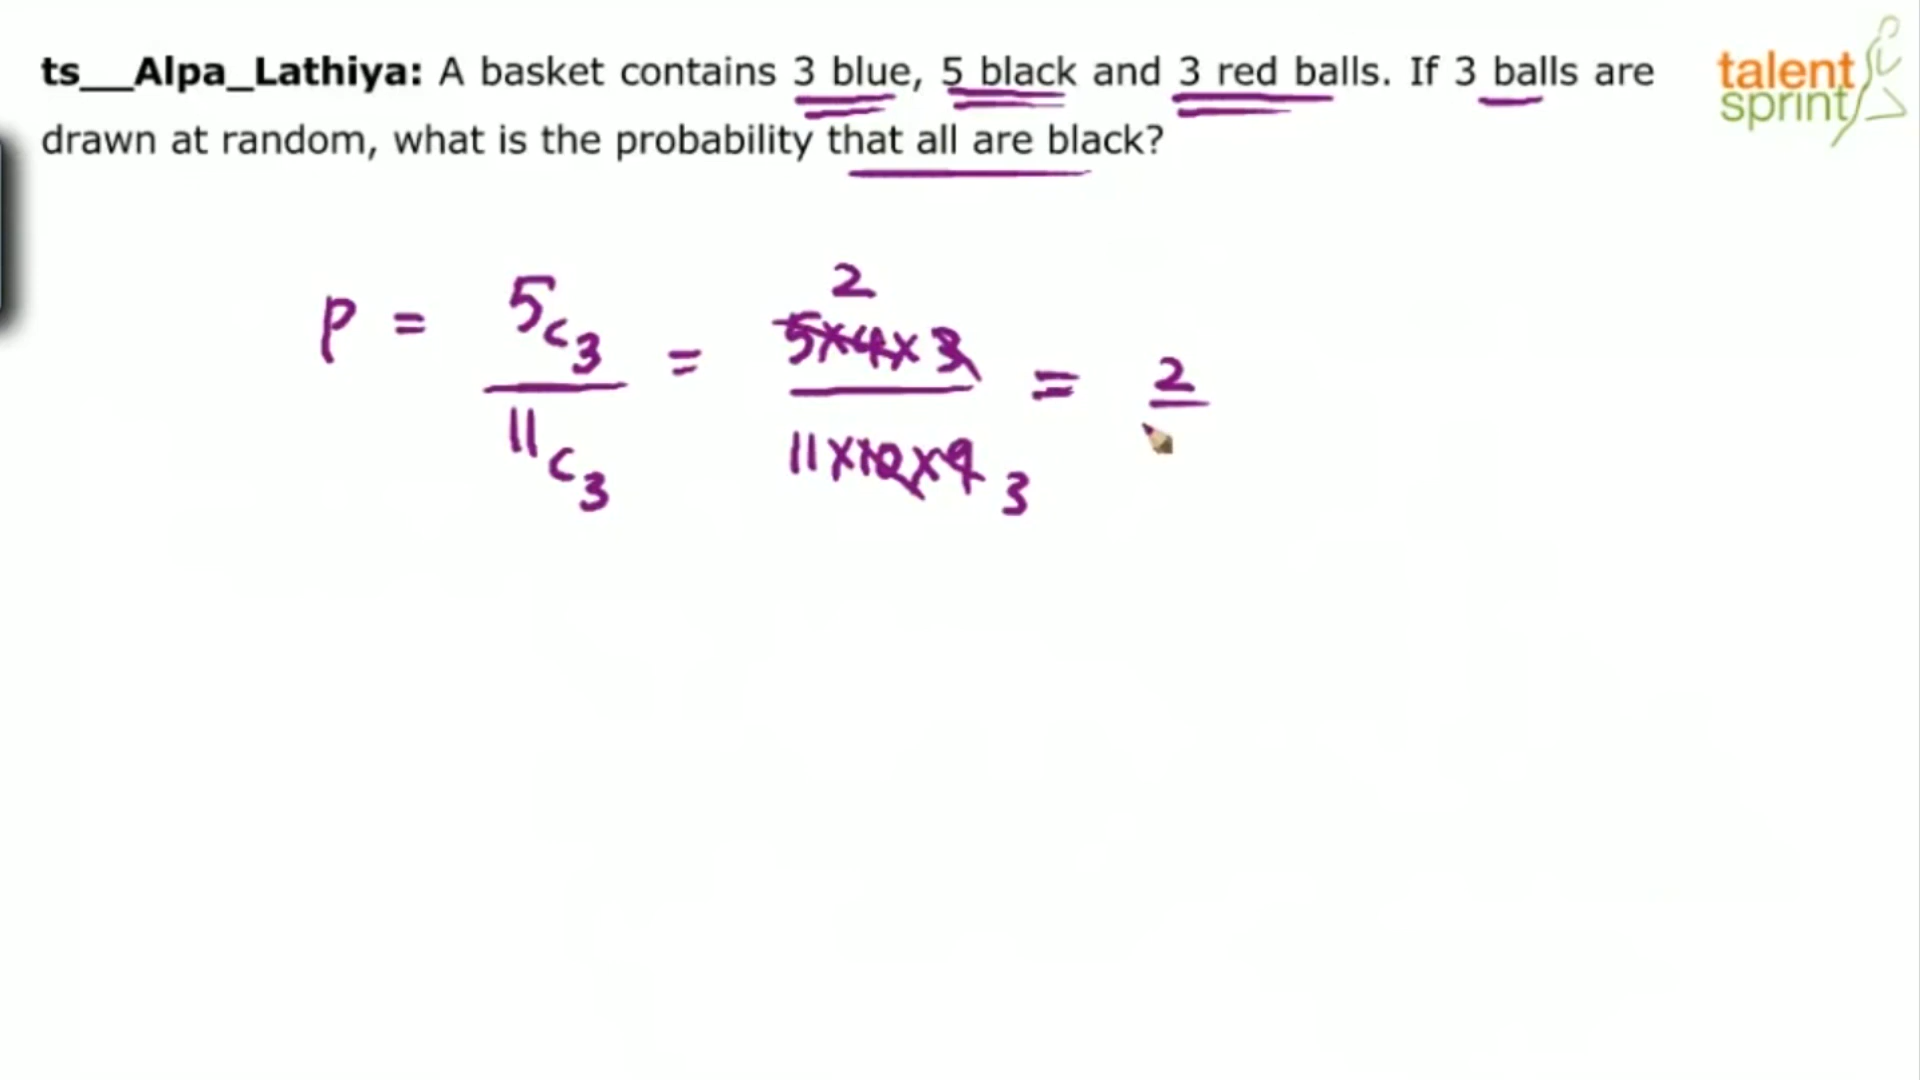 ts__Alpa_Lathiya: A basket contains 3 blue, 5 black and 3 red balls. If 3 balls are
drawn at random, what is the probability that all are black?
talent
sprint
P = 5c3 / 11c3 = 5×4×3 / 11×10×9 = 2 /
2
3